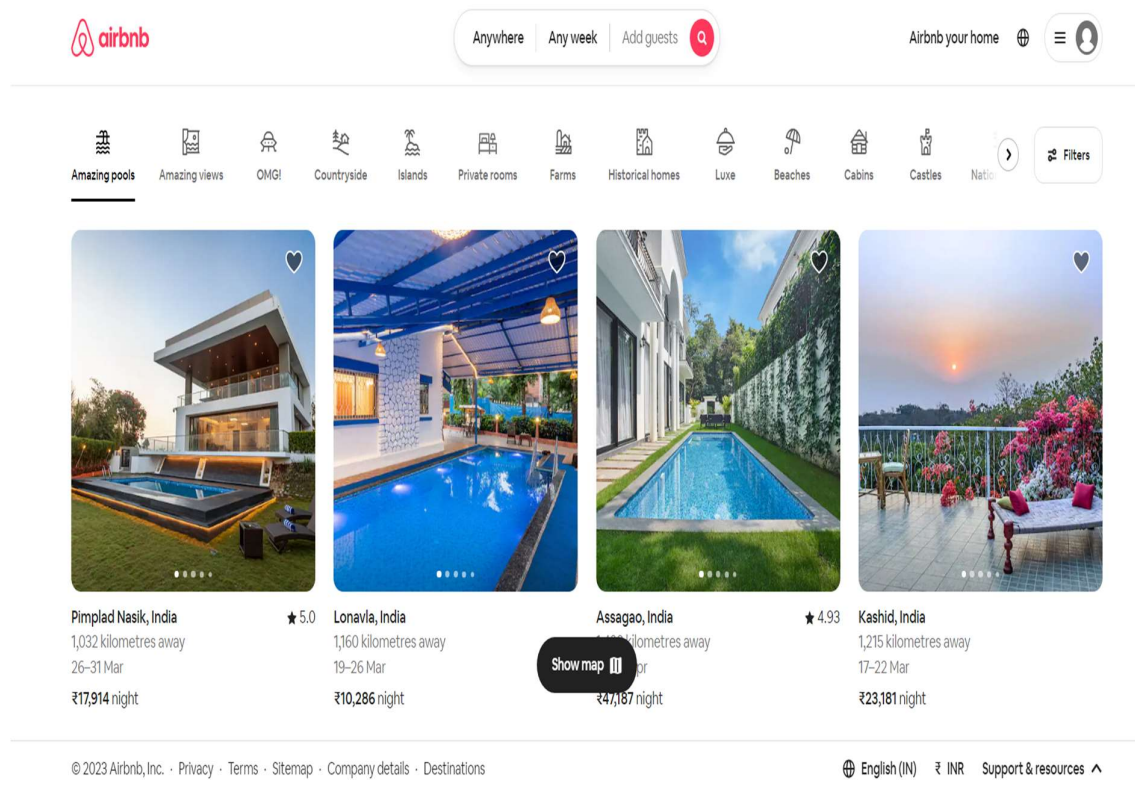 airbnb
Anywhere Any week Add guests
Airbnb your home
Amazing pools Amazing views OMG! Countryside Islands Private rooms Farms Historical homes Luxe Beaches Cabins Castles
Filters
Pimplad Nasik, India 5.0
1,032 kilometres away
26–31 Mar
₹17,914 night
Lonavla, India
1,160 kilometres away
19–26 Mar
₹10,286 night
Assagao, India 4.93
kilometres away
₹47,187 night
Kashid, India
1,215 kilometres away
17–22 Mar
₹23,181 night
Show map
© 2023 Airbnb, Inc. · Privacy · Terms · Sitemap · Company details · Destinations
English (IN) ₹ INR Support & resources